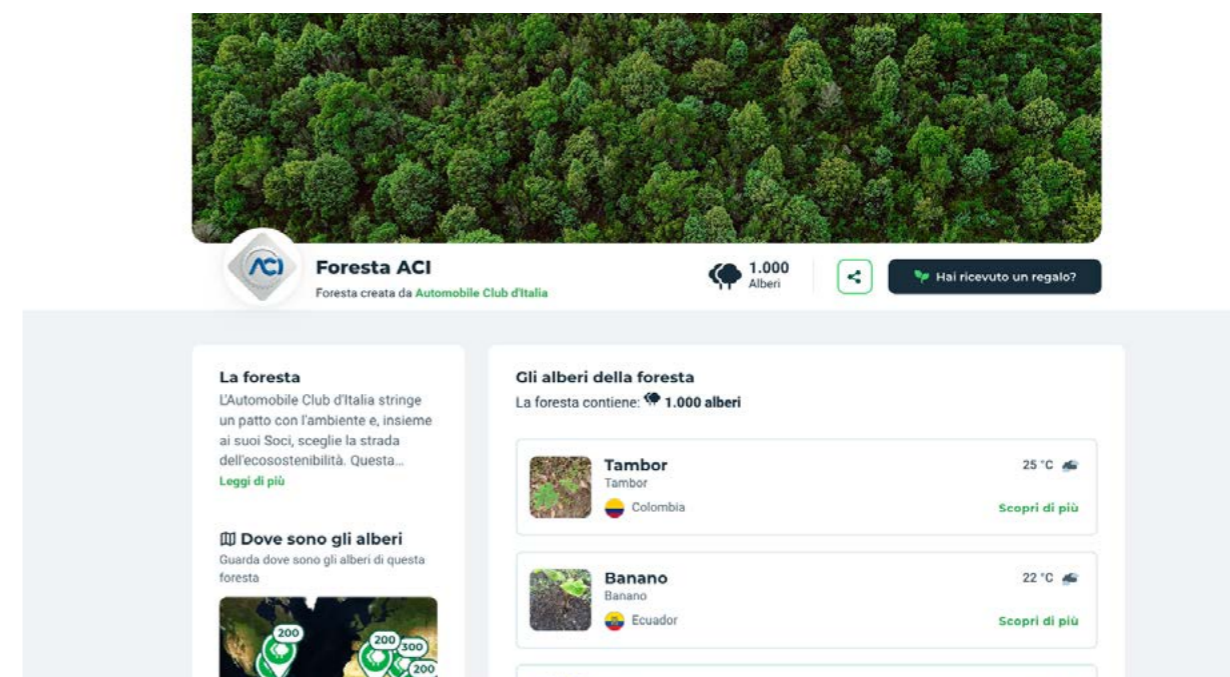 ACI
Foresta ACI
Foresta creata da Automobile Club d'Italia
1.000
Alberi
Hai ricevuto un regalo?
La foresta
L'Automobile Club d'Italia stringe
un patto con l'ambiente e, insieme
ai suoi Soci, sceglie la strada
dell'ecosostenibilità. Questa...
Leggi di più
Dove sono gli alberi
Guarda dove sono gli alberi di questa
foresta
200
200
300
200
Gli alberi della foresta
La foresta contiene: 1.000 alberi
Tambor
Tambor
Colombia
25 °C
Scopri di più
Banano
Banano
Ecuador
22 °C
Scopri di più